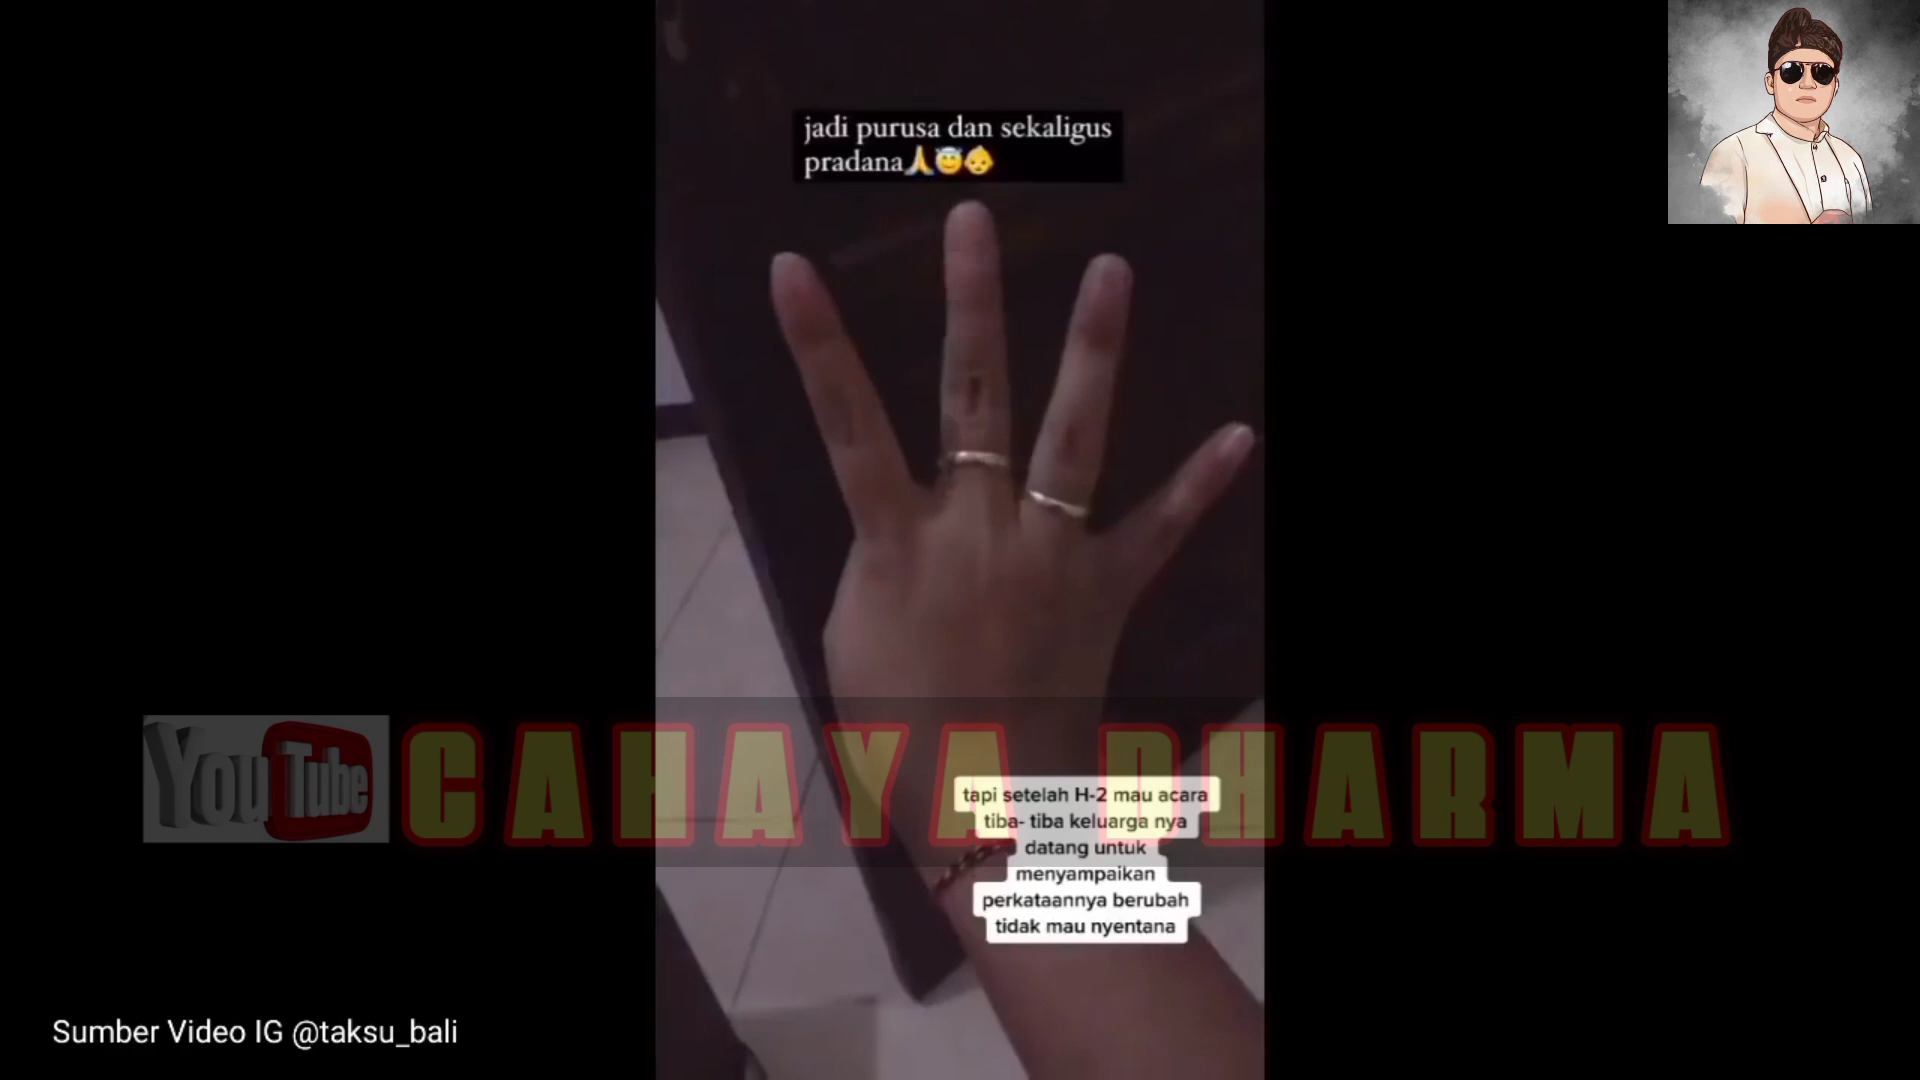 jadi purusa dan sekaligus
pradana🙏😇👶
YouTube CAHAYA DHARMA
tapi setelah H-2 mau acara
tiba- tiba keluarga nya
datang untuk
menyampaikan
perkataannya berubah
tidak mau nyentana
Sumber Video IG @taksu_bali